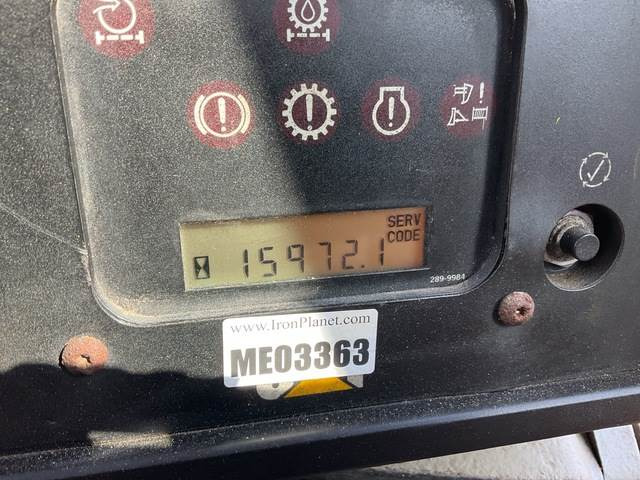 SERV
CODE
15972.1
289-9984
www.IronPlanet.com
ME03363